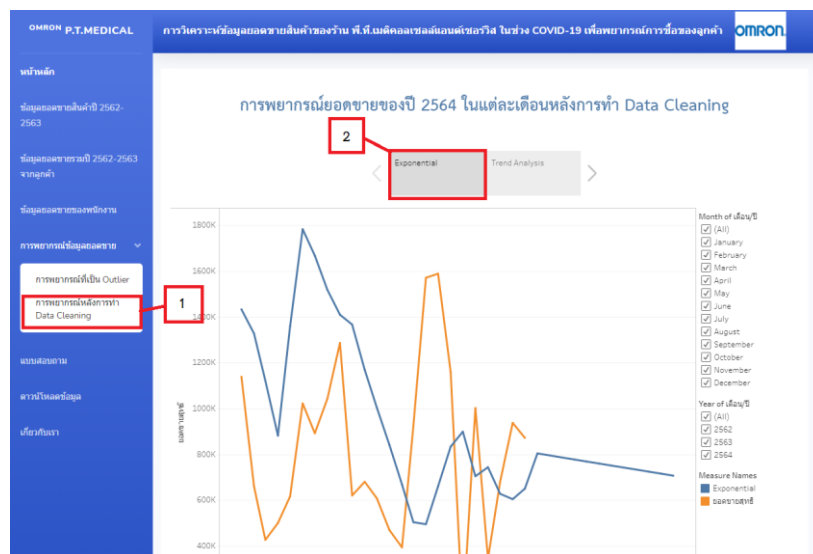 OMRON P.T.MEDICAL
การวิเคราะห์ข้อมูลยอดขายสินค้าของร้าน พี.ที.เมดิคอลเซลล์แอนด์เซอร์วิส ในช่วง COVID-19 เพื่อพยากรณ์การซื้อของลูกค้า
OMRON
หน้าหลัก
ข้อมูลยอดขายสินค้าปี 2562-
2563
ข้อมูลยอดขายรวมปี 2562-2563
จากลูกค้า
ข้อมูลยอดขายของพนักงาน
การพยากรณ์ข้อมูลยอดขาย
การพยากรณ์ที่เป็น Outlier
การพยากรณ์หลังการทำ
Data Cleaning
1
แบบสอบถาม
ดาวน์โหลดข้อมูล
เกี่ยวกับเรา
การพยากรณ์ยอดขายของปี 2564 ในแต่ละเดือนหลังการทำ Data Cleaning
2
Exponential
Trend Analysis
1800K
1600K
1400K
1200K
1000K
800K
600K
400K
ยอดขายสุทธิ
Month of เดือน/ปี
(All)
January
February
March
April
May
June
July
August
September
October
November
December
Year of เดือน/ปี
(All)
2562
2563
2564
Measure Names
Exponential
ยอดขายสุทธิ